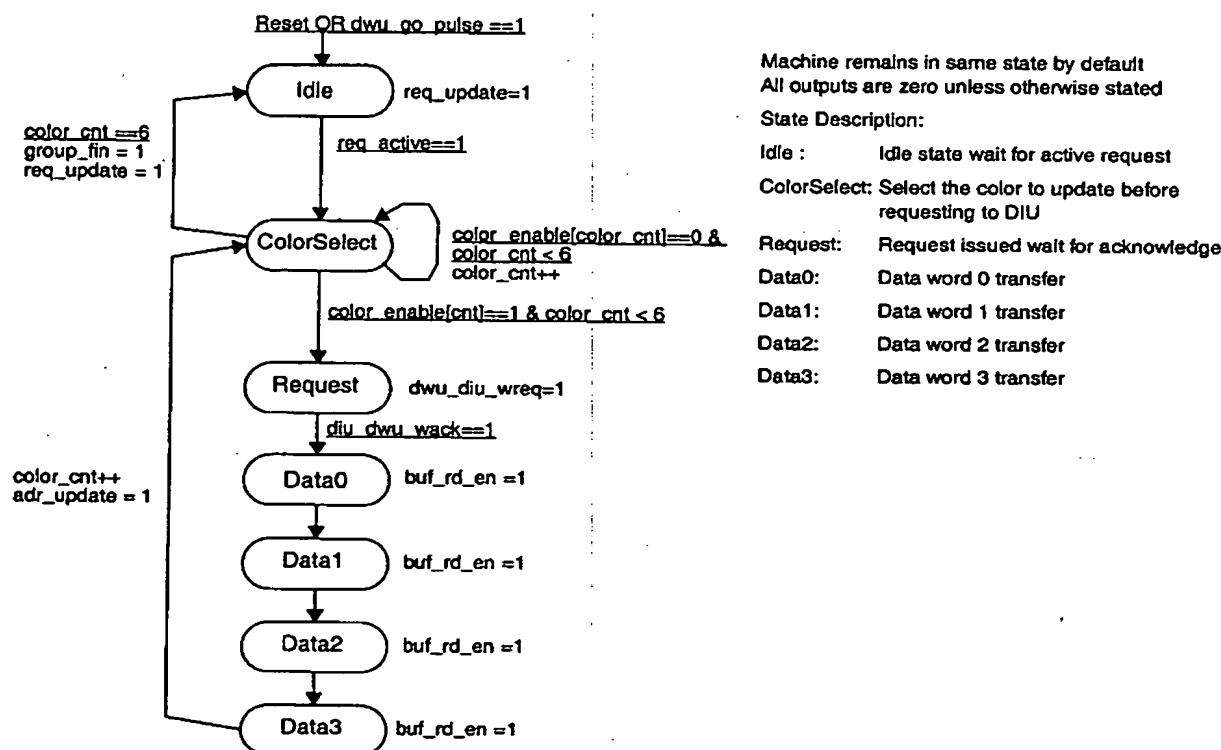 Reset OR dwu_go_pulse ==1
Idle
req_update=1
color_cnt ==6
group_fin = 1
req_update = 1
req_active==1
ColorSelect
color_enable[color_cnt]==0 &
color_cnt < 6
color_cnt++
color_enable[cnt]==1 & color_cnt < 6
Request
dwu_diu_wreq=1
diu_dwu_wack==1
Data0
buf_rd_en =1
color_cnt++
adr_update = 1
Data1
buf_rd_en =1
Data2
buf_rd_en =1
Data3
buf_rd_en =1
Machine remains in same state by default
All outputs are zero unless otherwise stated
State Description:
Idle : Idle state wait for active request
ColorSelect: Select the color to update before
requesting to DIU
Request: Request issued wait for acknowledge
Data0: Data word 0 transfer
Data1: Data word 1 transfer
Data2: Data word 2 transfer
Data3: Data word 3 transfer